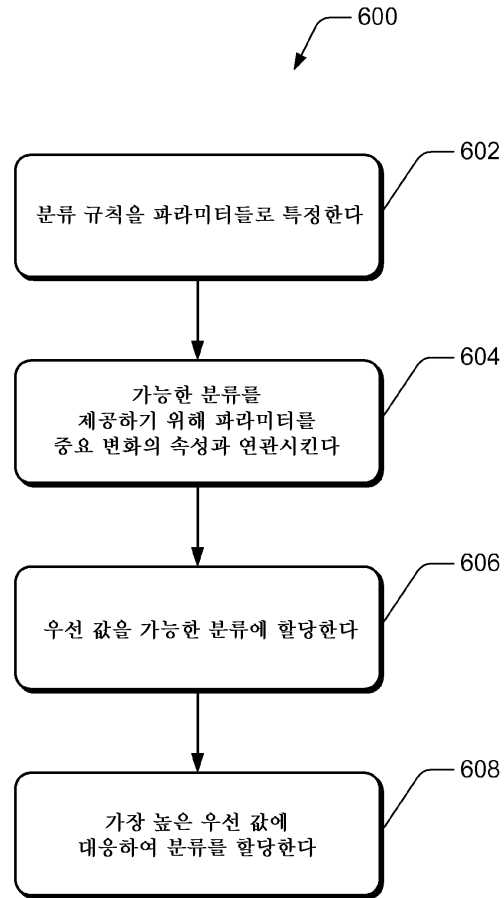 600
602
분류 규칙을 파라미터들로 특정한다
604
가능한 분류를
제공하기 위해 파라미터를
중요 변화의 속성과 연관시킨다
606
우선 값을 가능한 분류에 할당한다
608
가장 높은 우선 값에
대응하여 분류를 할당한다